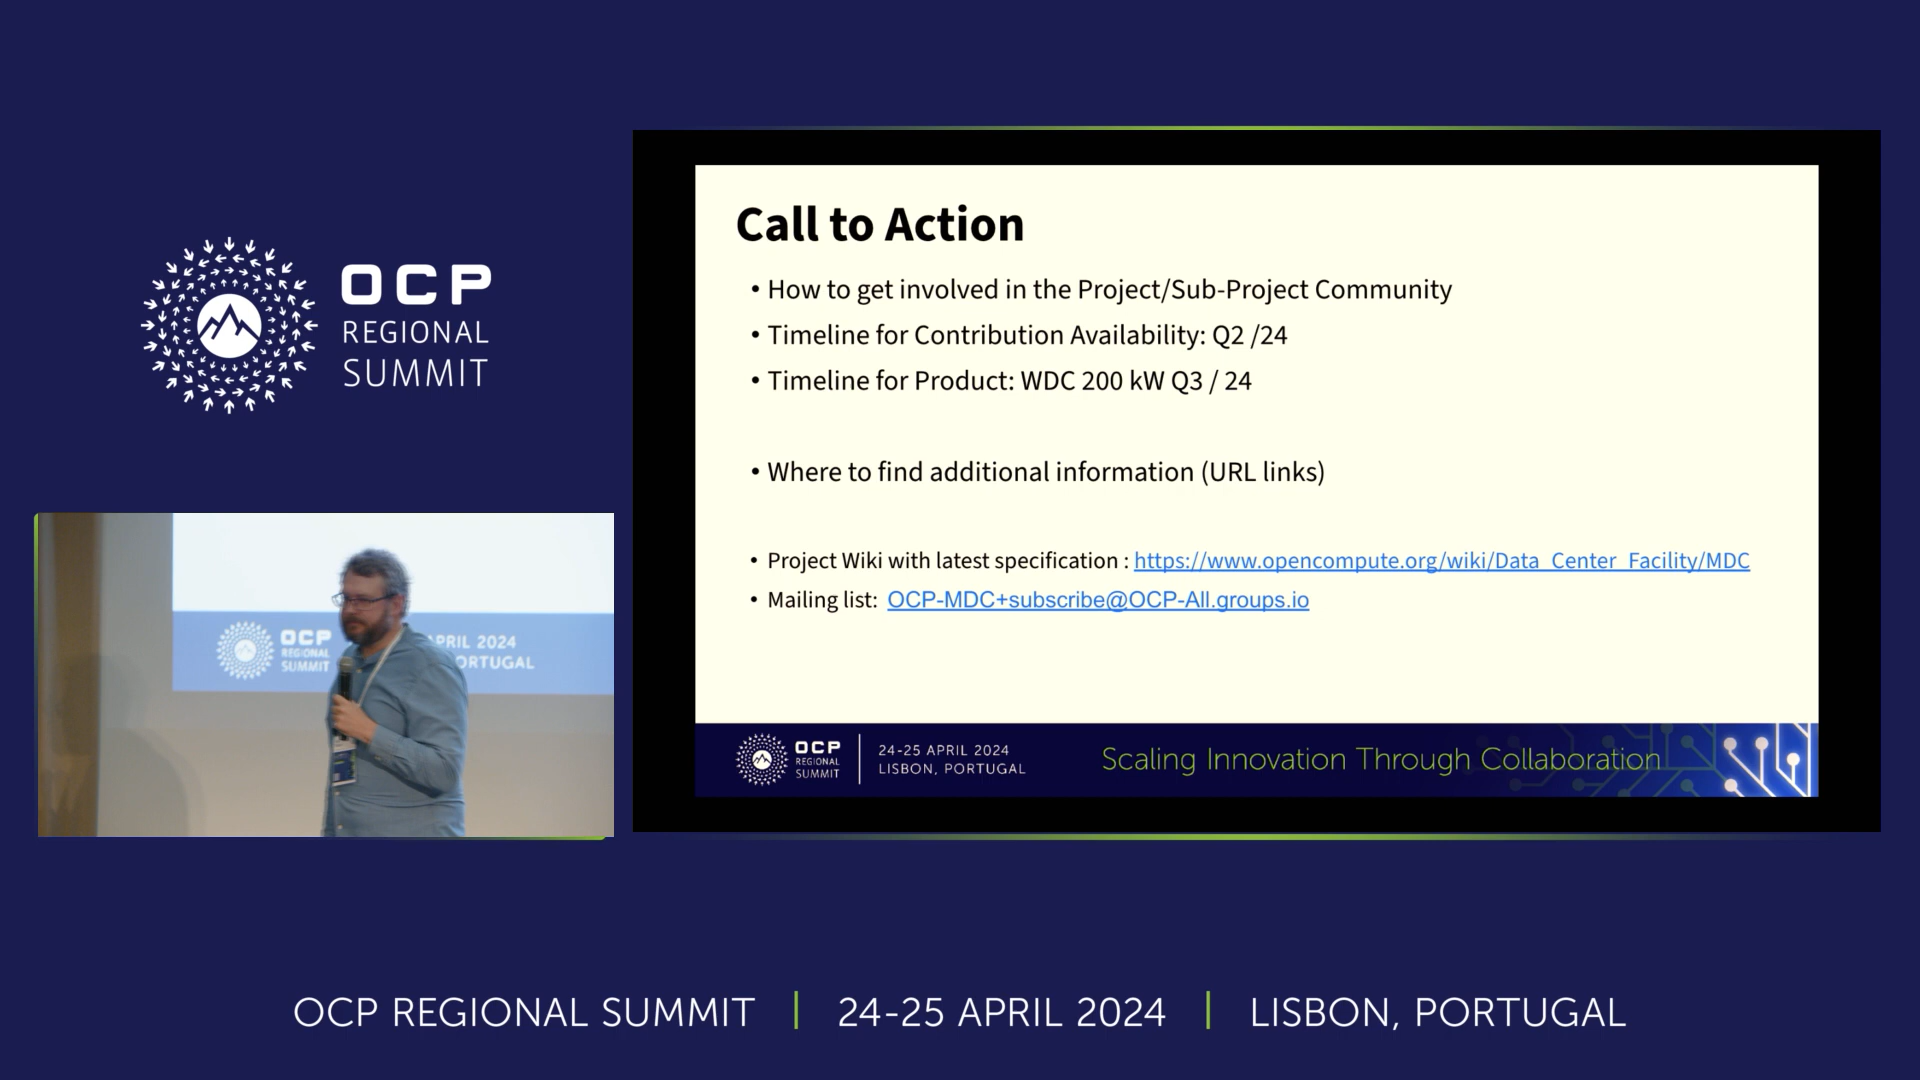 OCP
REGIONAL
SUMMIT
Call to Action
• How to get involved in the Project/Sub-Project Community
• Timeline for Contribution Availability: Q2 /24
• Timeline for Product: WDC 200 kW Q3 / 24
• Where to find additional information (URL links)
• Project Wiki with latest specification : https://www.opencompute.org/wiki/Data_Center_Facility/MDC
• Mailing list: OCP-MDC+subscribe@OCP-All.groups.io
OCP
REGIONAL
SUMMIT
24-25 APRIL 2024
LISBON, PORTUGAL
Scaling Innovation Through Collaboration
OCP
REGIONAL
SUMMIT
APRIL 2024
ORTUGAL
OCP REGIONAL SUMMIT | 24-25 APRIL 2024 | LISBON, PORTUGAL